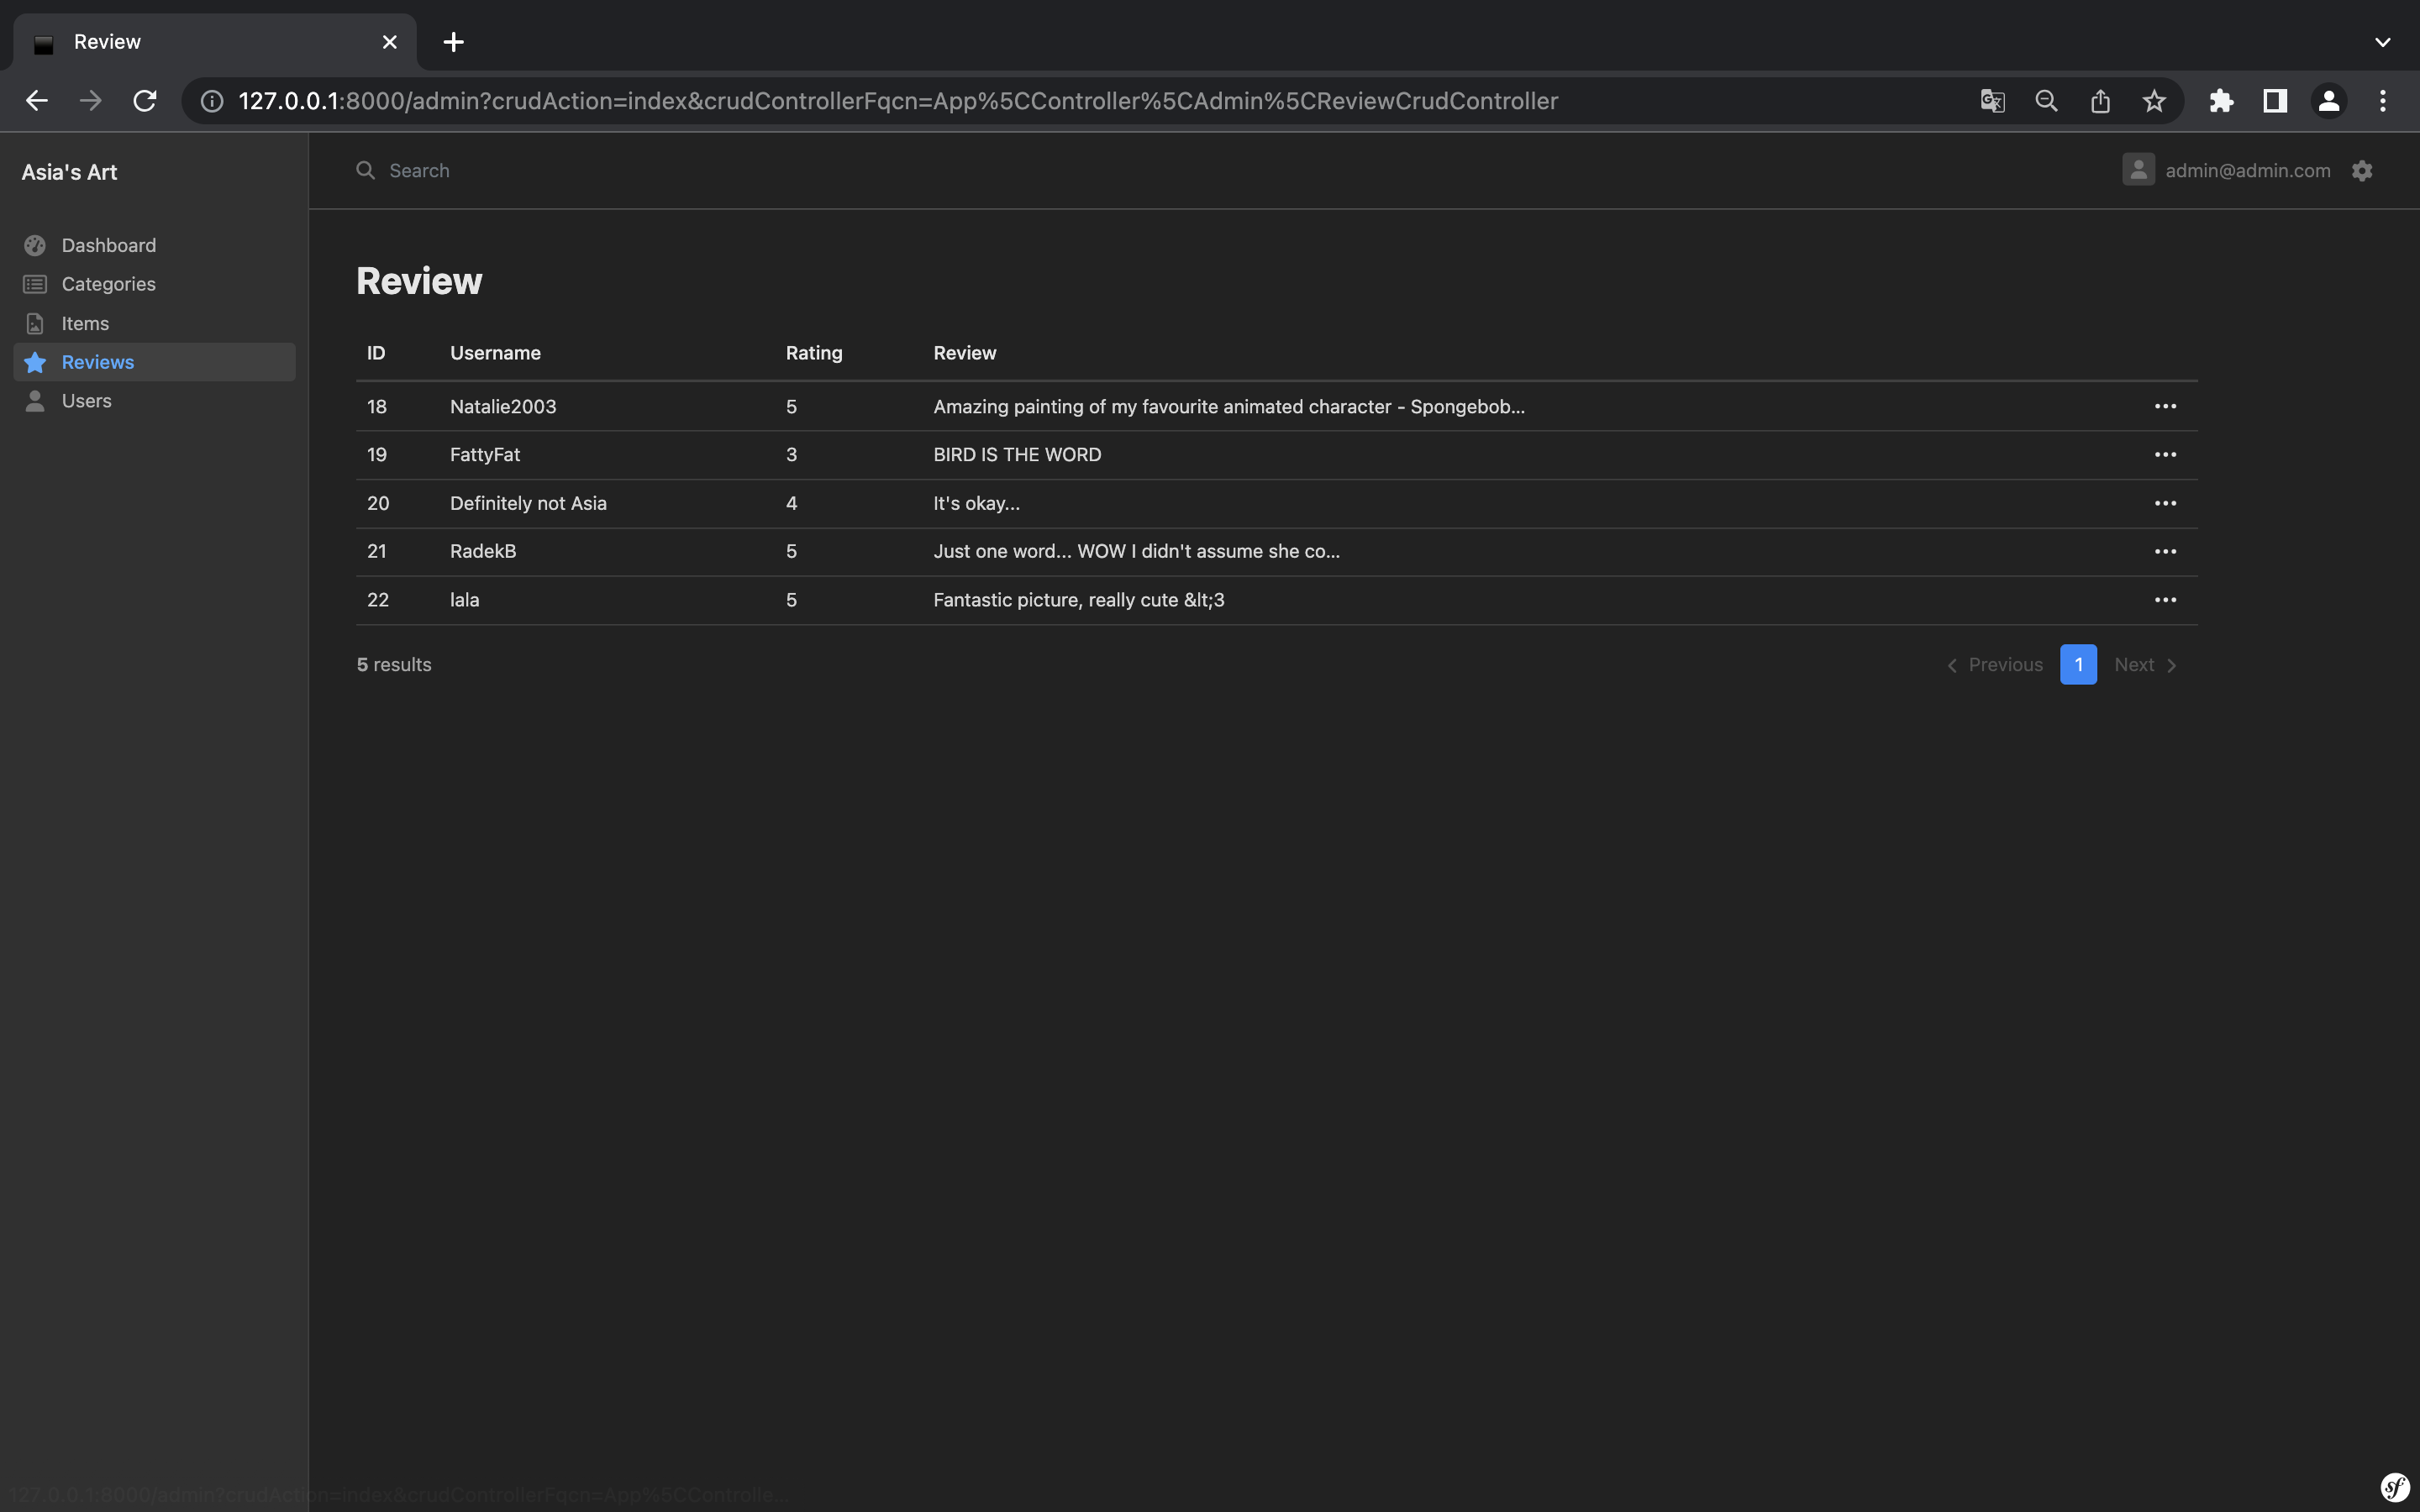 Review
127.0.0.1:8000/admin?crudAction=index&crudControllerFqcn=App%5CController%5CAdmin%5CReviewCrudController
Asia's Art
Search
admin@admin.com
Dashboard
Categories
Items
Reviews
Users
Review
ID Username Rating Review
18 Natalie2003 5 Amazing painting of my favourite animated character - Spongebob...
19 FattyFat 3 BIRD IS THE WORD
20 Definitely not Asia 4 It's okay...
21 RadekB 5 Just one word... WOW I didn't assume she co...
22 lala 5 Fantastic picture, really cute &lt;3
5 results
Previous 1 Next
127.0.0.1:8000/admin?crudAction=index&crudControllerFqcn=App%5CControlle...
sf